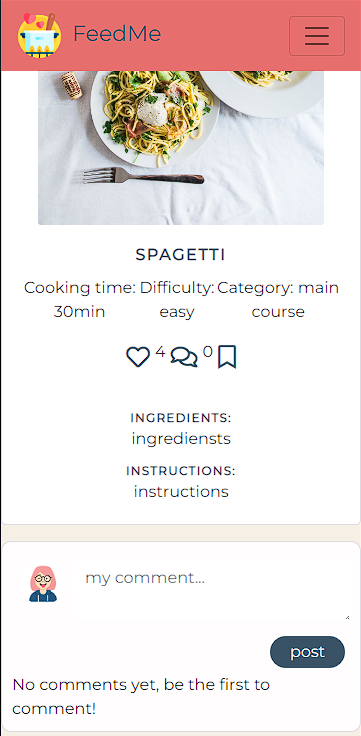 FeedMe
SPAGETTI
Cooking time: Difficulty: Category: main
30min easy course
4 0
INGREDIENTS:
ingrediensts
INSTRUCTIONS:
instructions
my comment...
post
No comments yet, be the first to
comment!